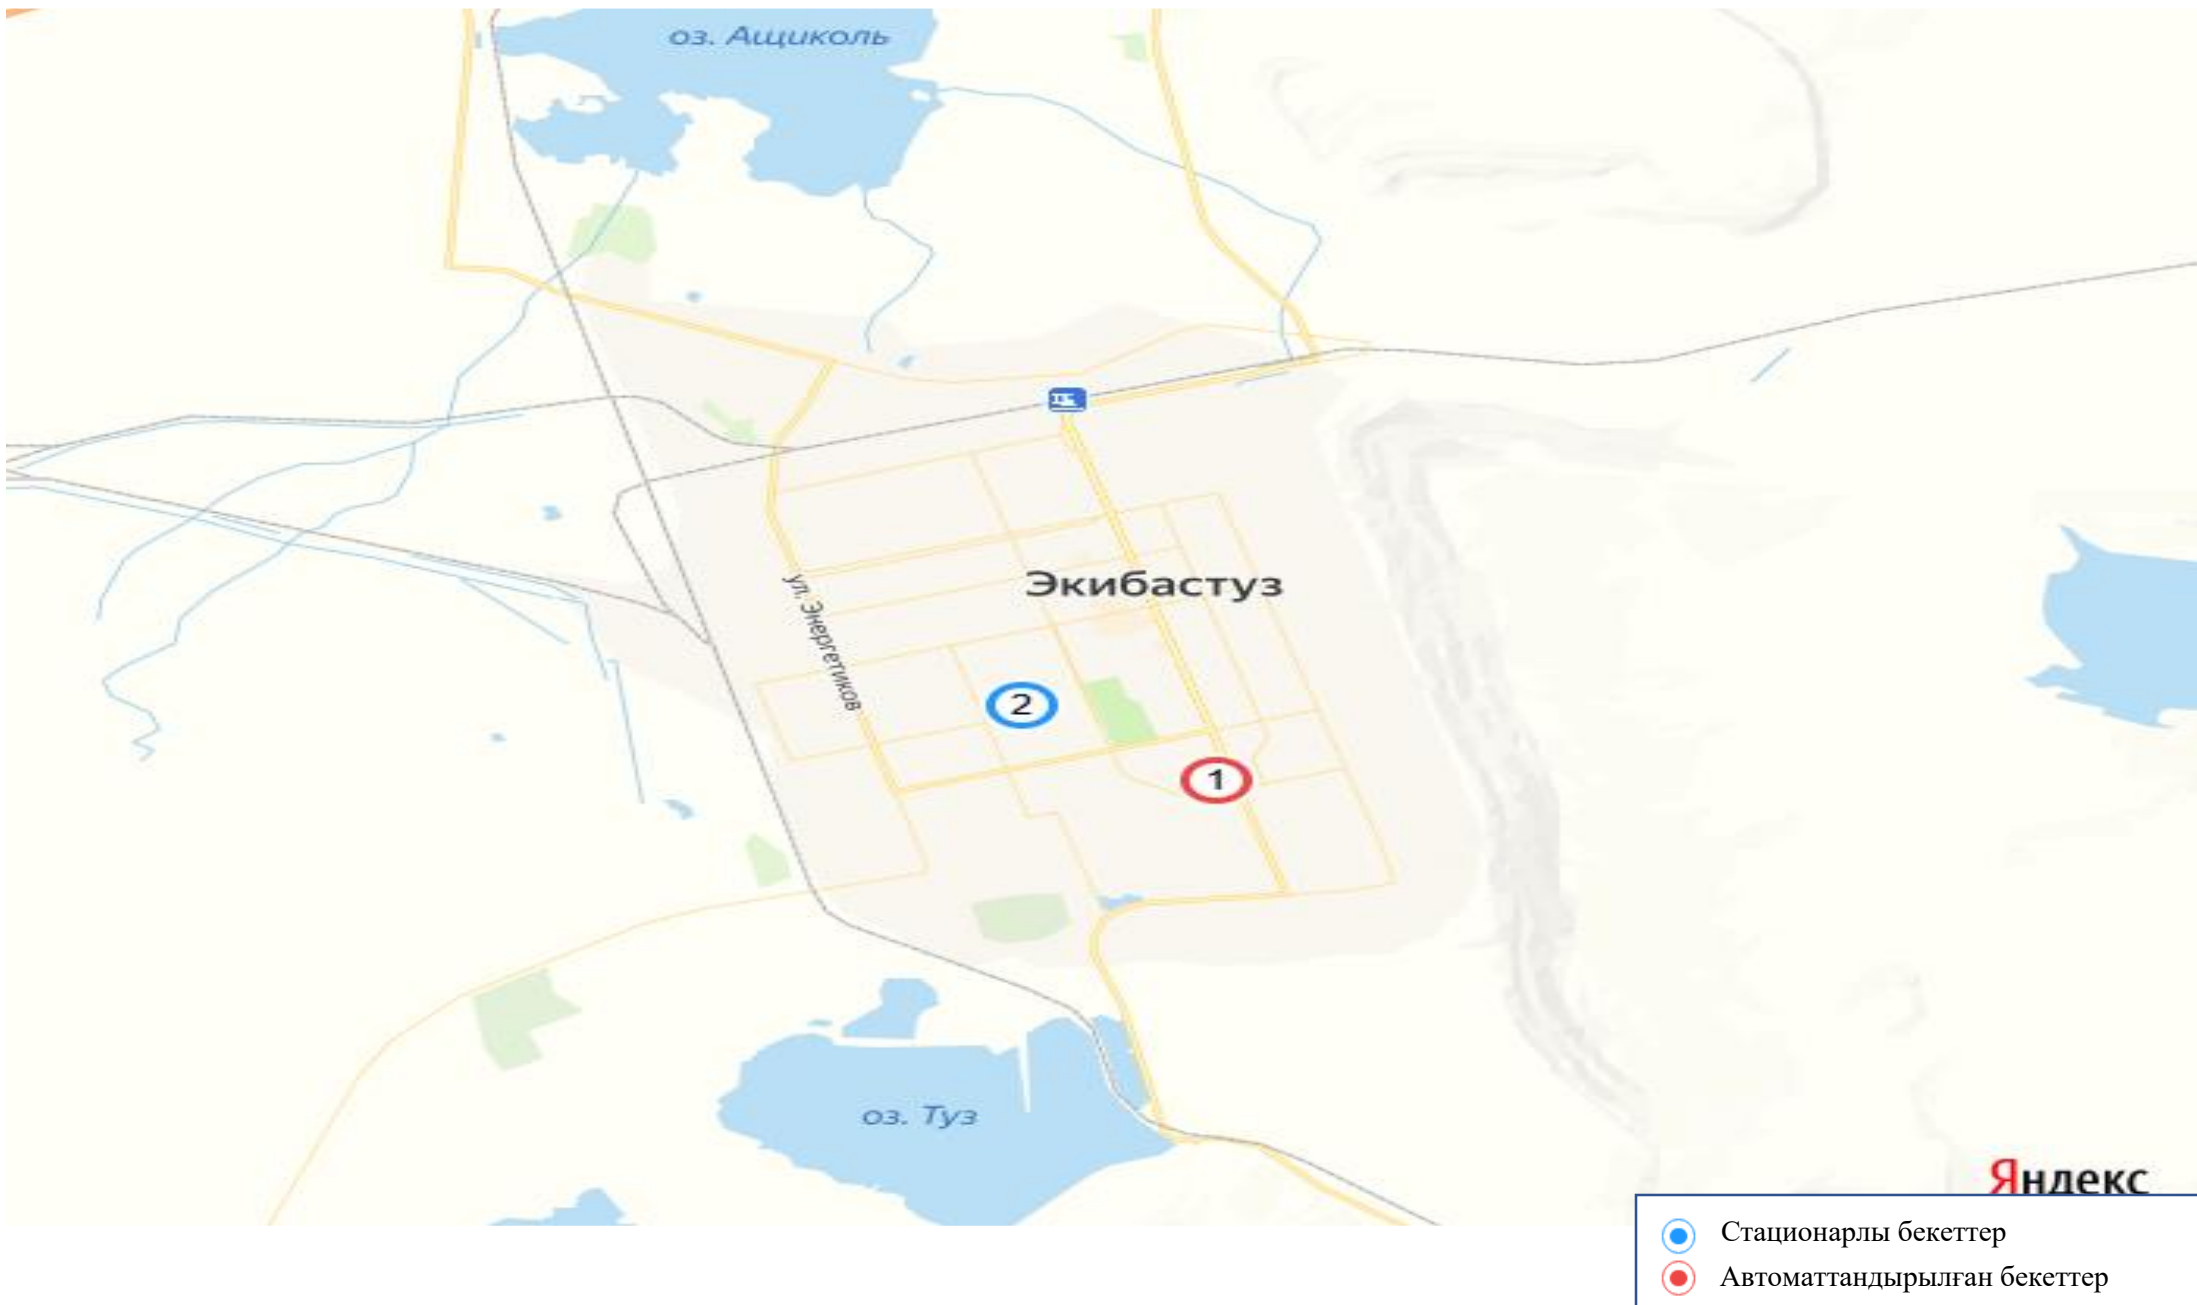 оз. Ащиколь
Экибастуз
ул. Энергетиков
2
1
оз. Туз
Яндекс
Стационарлы бекеттер
Автоматтандырылған бекеттер